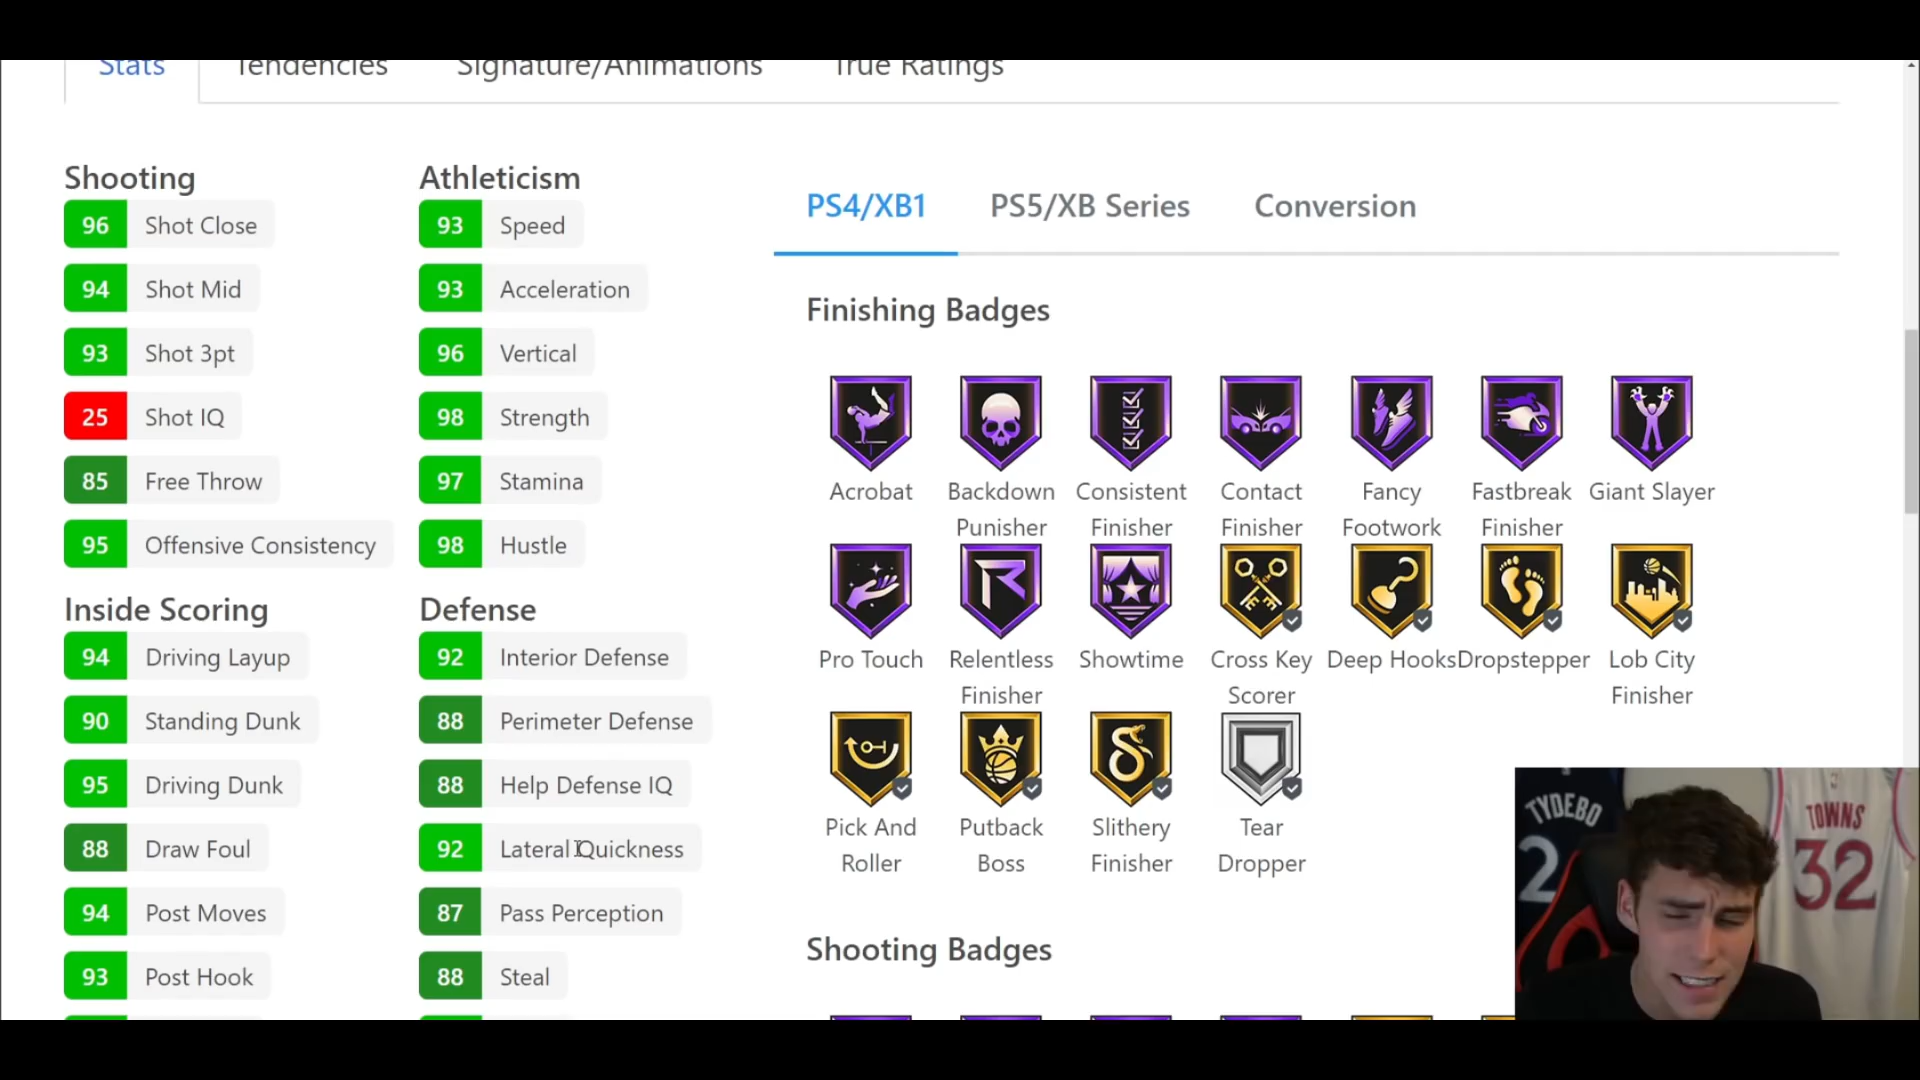 Stats Tendencies Signature/Animations True Ratings
Shooting
96 Shot Close
94 Shot Mid
93 Shot 3pt
25 Shot IQ
85 Free Throw
95 Offensive Consistency
Inside Scoring
94 Driving Layup
90 Standing Dunk
95 Driving Dunk
88 Draw Foul
94 Post Moves
93 Post Hook
Athleticism
93 Speed
93 Acceleration
96 Vertical
98 Strength
97 Stamina
98 Hustle
Defense
92 Interior Defense
88 Perimeter Defense
88 Help Defense IQ
92 Lateral Quickness
87 Pass Perception
88 Steal
PS4/XB1 PS5/XB Series Conversion
Finishing Badges
Acrobat
Backdown
Punisher
Consistent
Finisher
Contact
Finisher
Fancy
Footwork
Fastbreak
Finisher
Giant Slayer
Pro Touch
Relentless
Finisher
Showtime
Cross Key
Scorer
Deep Hooks
Dropstepper
Lob City
Finisher
Pick And
Roller
Putback
Boss
Slithery
Finisher
Tear
Dropper
Shooting Badges
TYDEBO
2
TOWNS
32